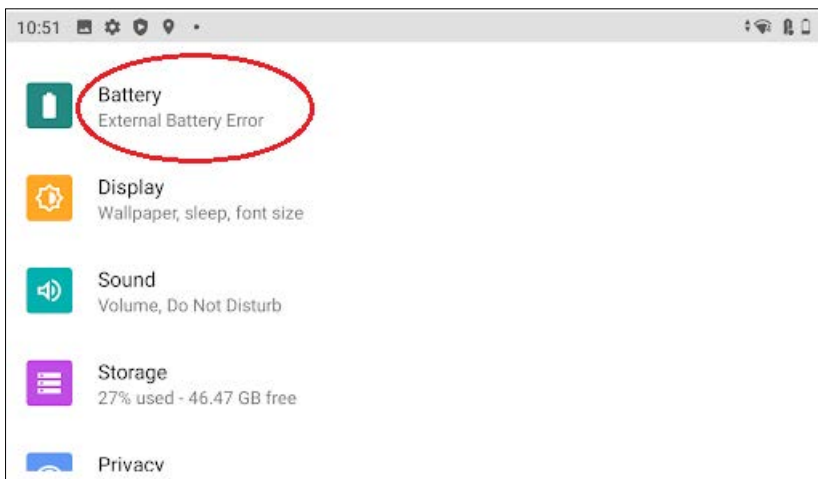 10:51
Battery
External Battery Error
Display
Wallpaper, sleep, font size
Sound
Volume, Do Not Disturb
Storage
27% used - 46.47 GB free
Privacy